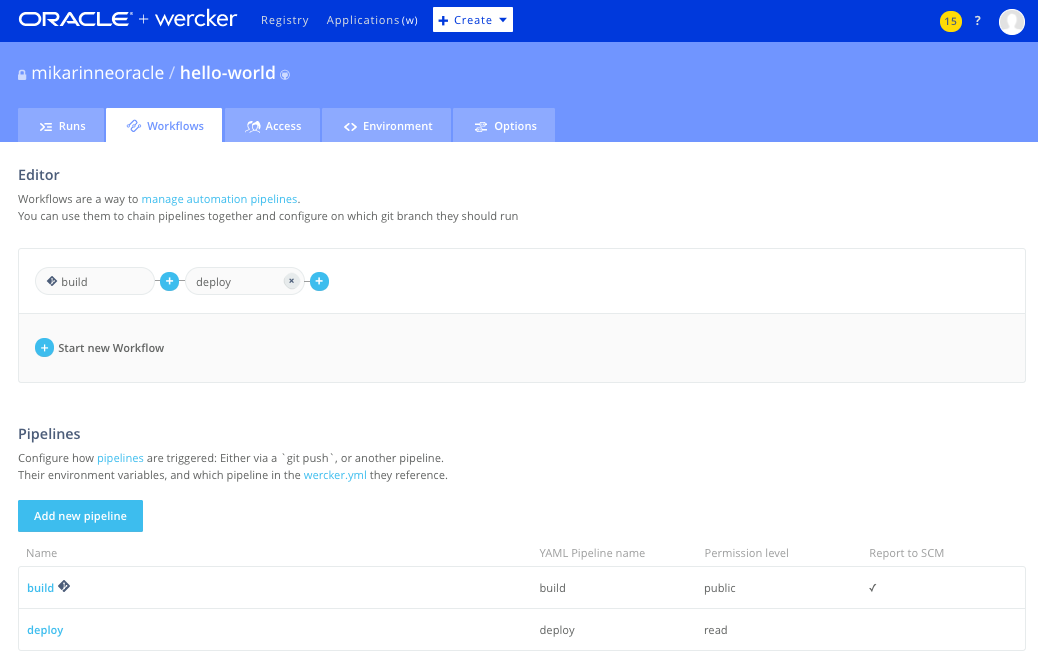 ORACLE + wercker Registry Applications(w) + Create 15 ?
mikarinneoracle / hello-world
Runs Workflows Access Environment Options
Editor
Workflows are a way to manage automation pipelines.
You can use them to chain pipelines together and configure on which git branch they should run
build + deploy × +
+ Start new Workflow
Pipelines
Configure how pipelines are triggered: Either via a `git push`, or another pipeline.
Their environment variables, and which pipeline in the wercker.yml they reference.
Add new pipeline
Name YAML Pipeline name Permission level Report to SCM
build build public ✓
deploy deploy read